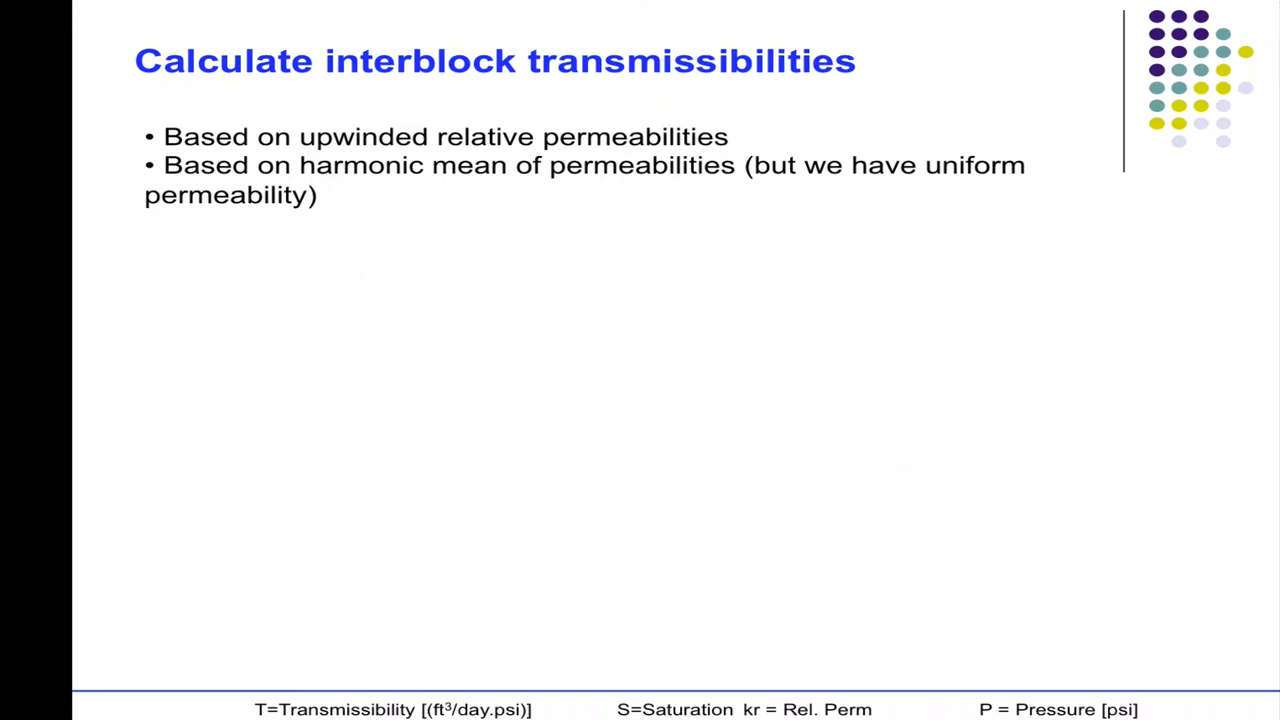 Calculate interblock transmissibilities
• Based on upwinded relative permeabilities
• Based on harmonic mean of permeabilities (but we have uniform
permeability)
T=Transmissibility [(ft³/day.psi)] S=Saturation kr = Rel. Perm P = Pressure [psi]